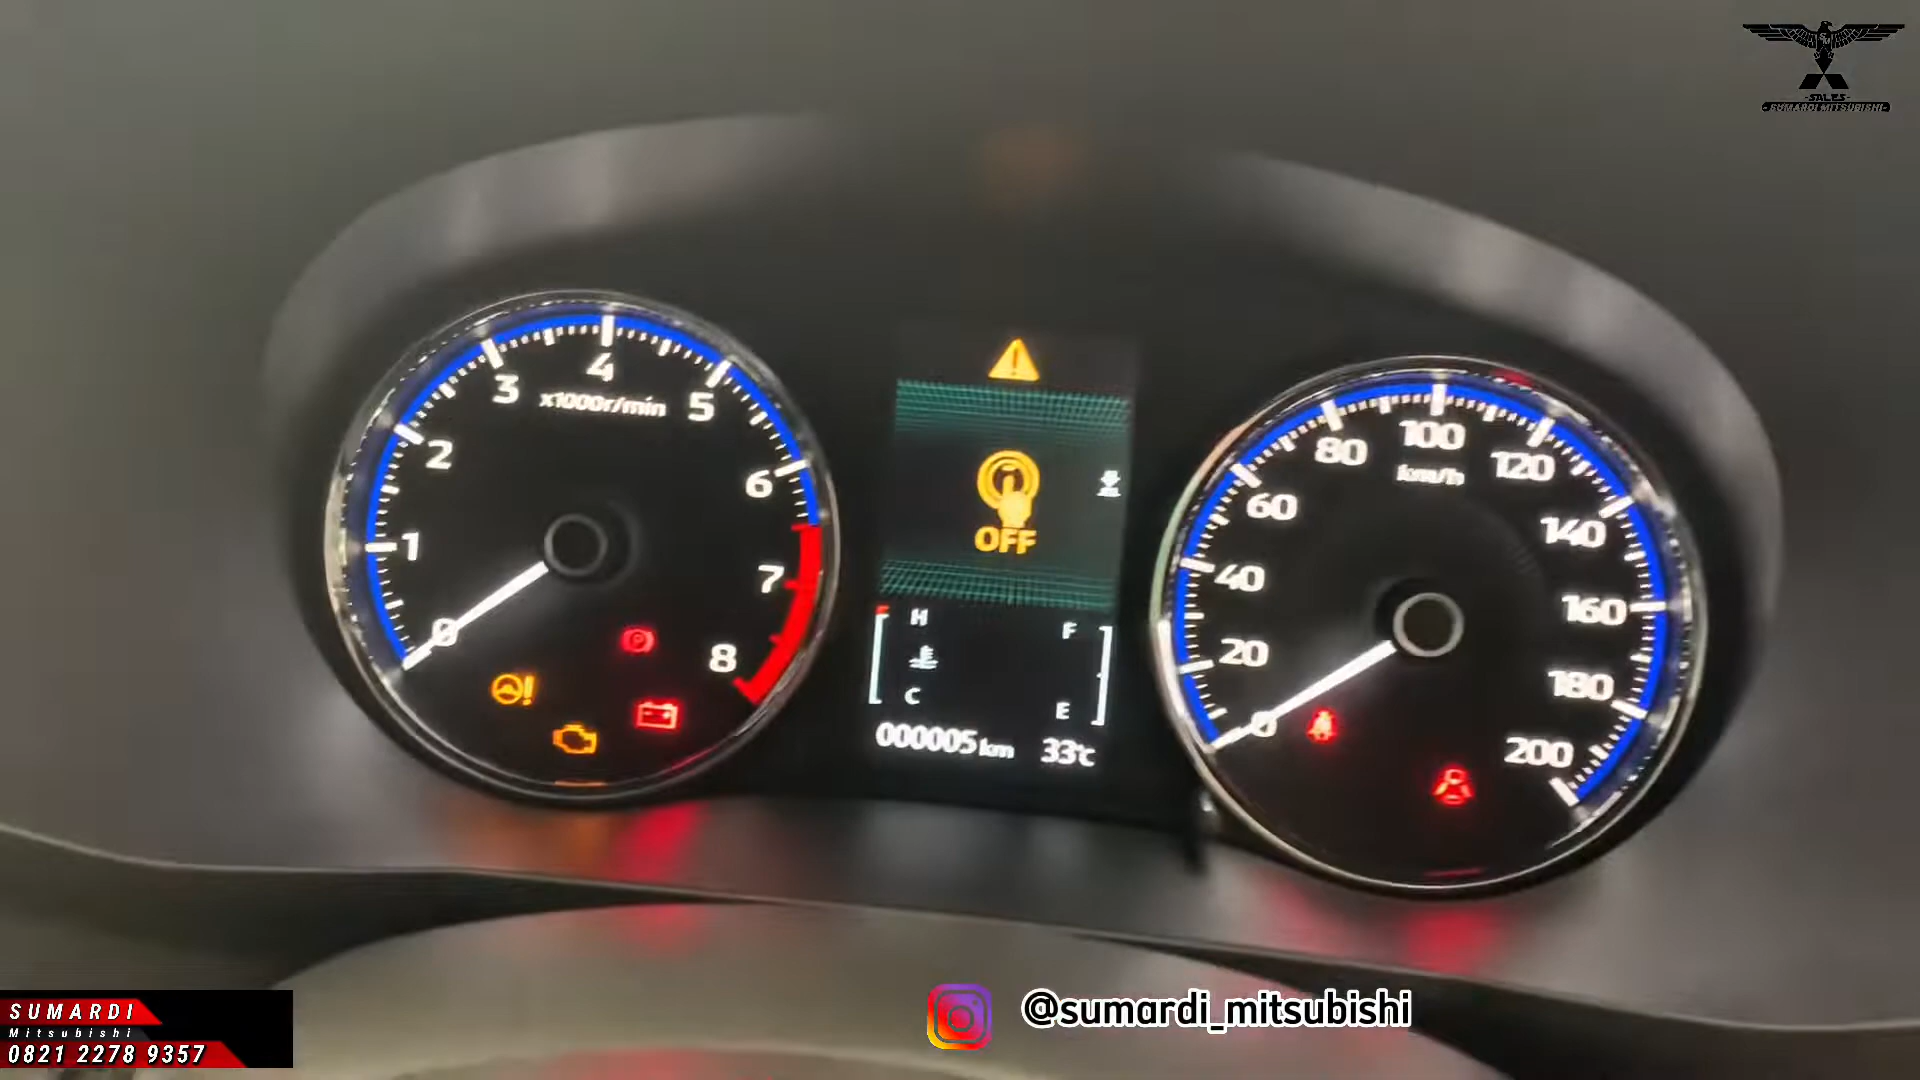 SALES
SUMARDI MITSUBISHI
0
1
2
3
4
5
6
7
8
x1000r/min
P
OFF
H
F
C
E
000005 km
33°C
0
20
40
60
80
100
120
140
160
180
200
km/h
SUMARDI
Mitsubishi
0821 2278 9357
@sumardi_mitsubishi